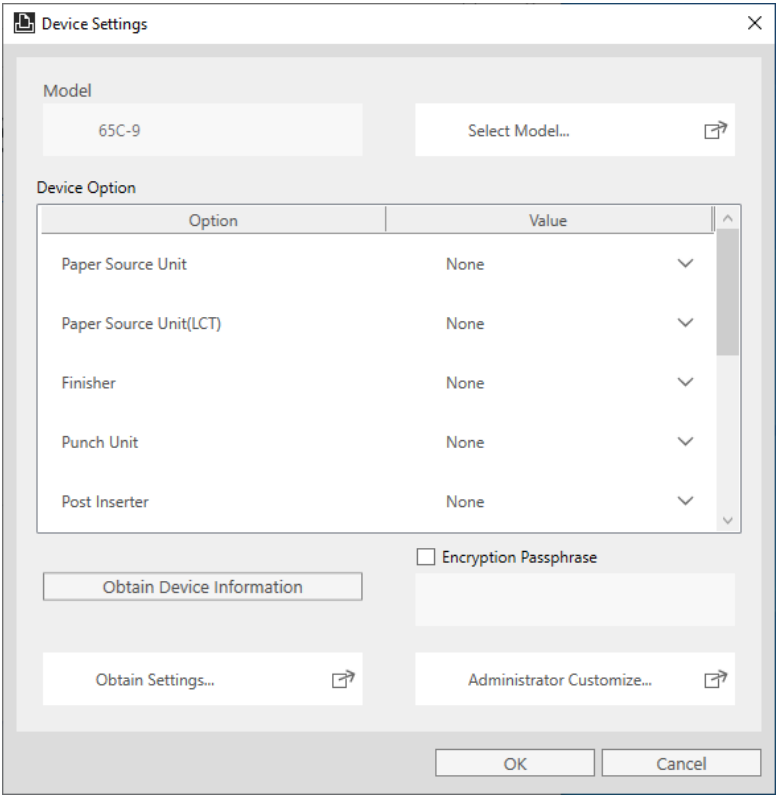 Device Settings
Model
65C-9
Select Model...
Device Option
Option Value
Paper Source Unit None
Paper Source Unit(LCT) None
Finisher None
Punch Unit None
Post Inserter None
Encryption Passphrase
Obtain Device Information
Obtain Settings...
Administrator Customize...
OK
Cancel